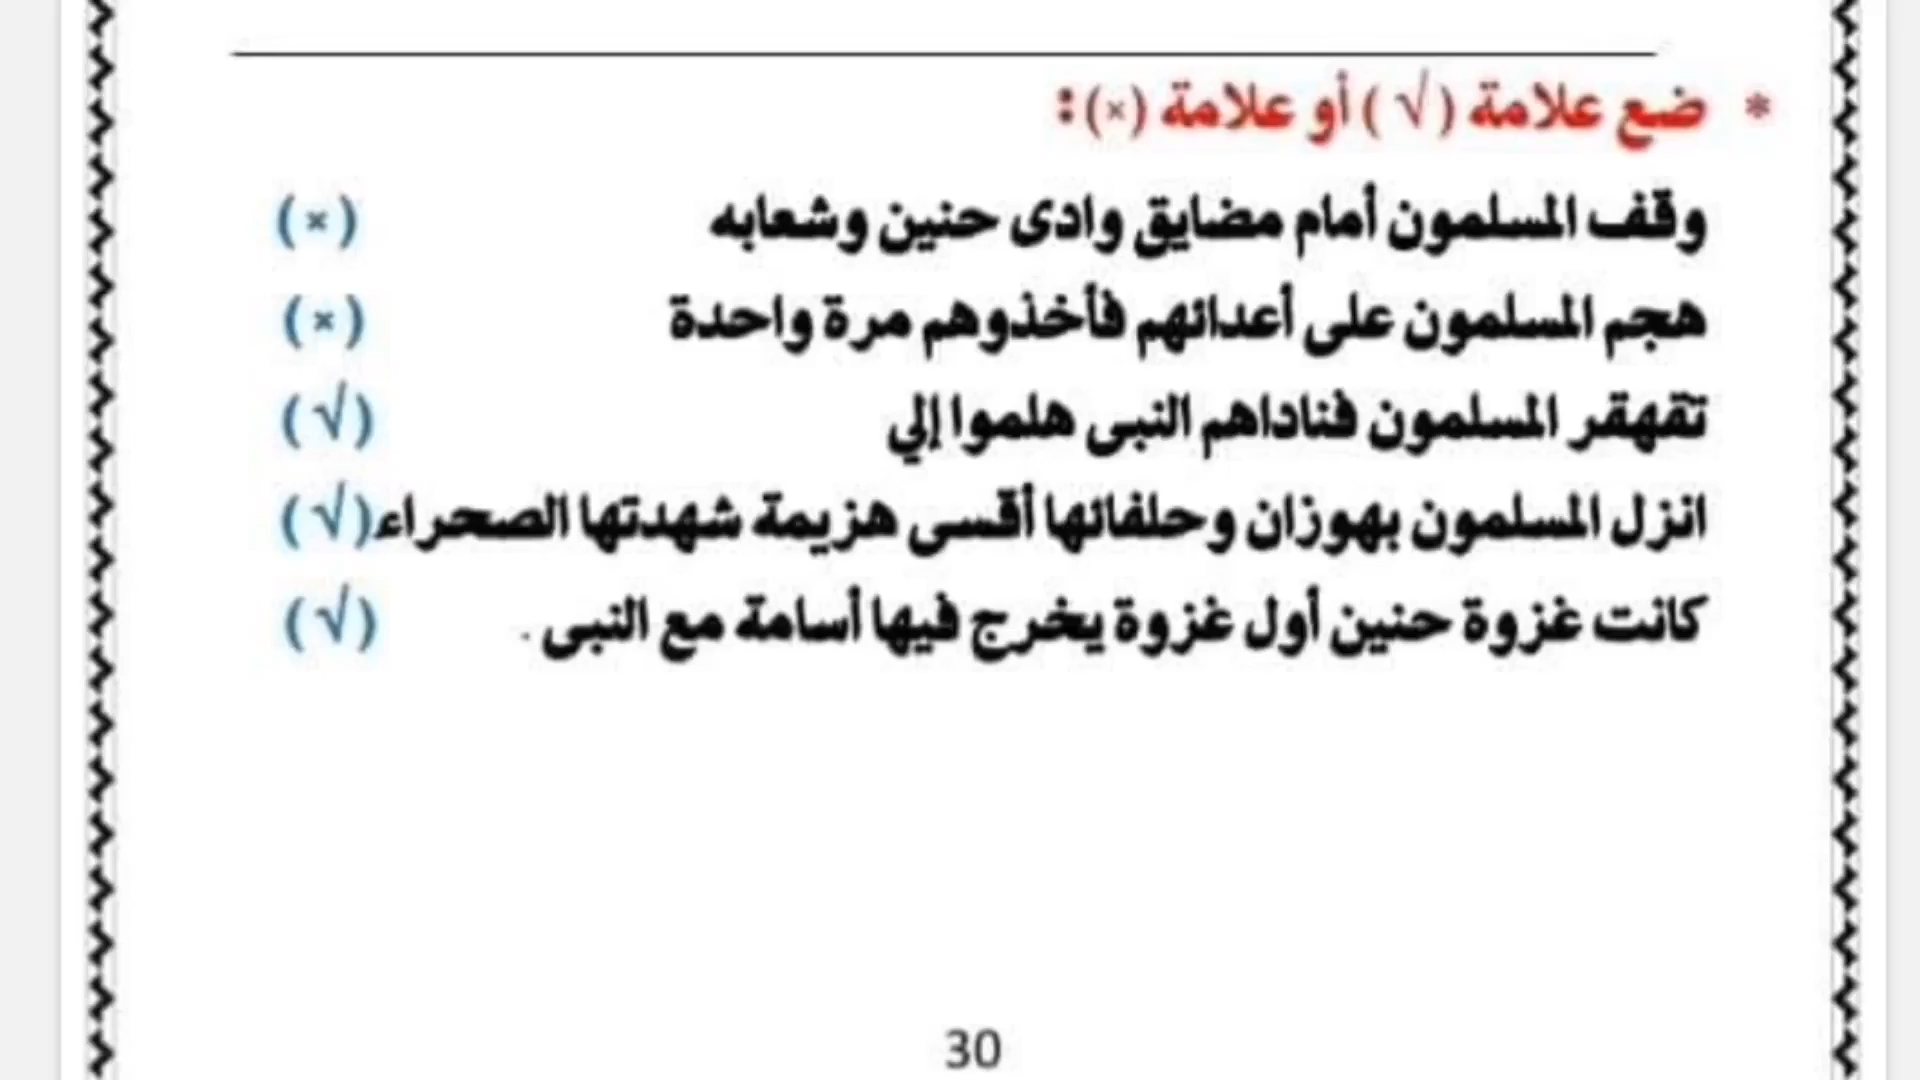 * ضع علامة (√) أو علامة (×):
وقف المسلمون أمام مضايق وادى حنين وشعابه (×)
هجم المسلمون على أعدائهم فأخذوهم مرة واحدة (×)
تقهقر المسلمون فناداهم النبى هلموا إلي (√)
انزل المسلمون بهوزان وحلفائها أقسى هزيمة شهدتها الصحراء (√)
كانت غزوة حنين أول غزوة يخرج فيها أسامة مع النبى . (√)
30